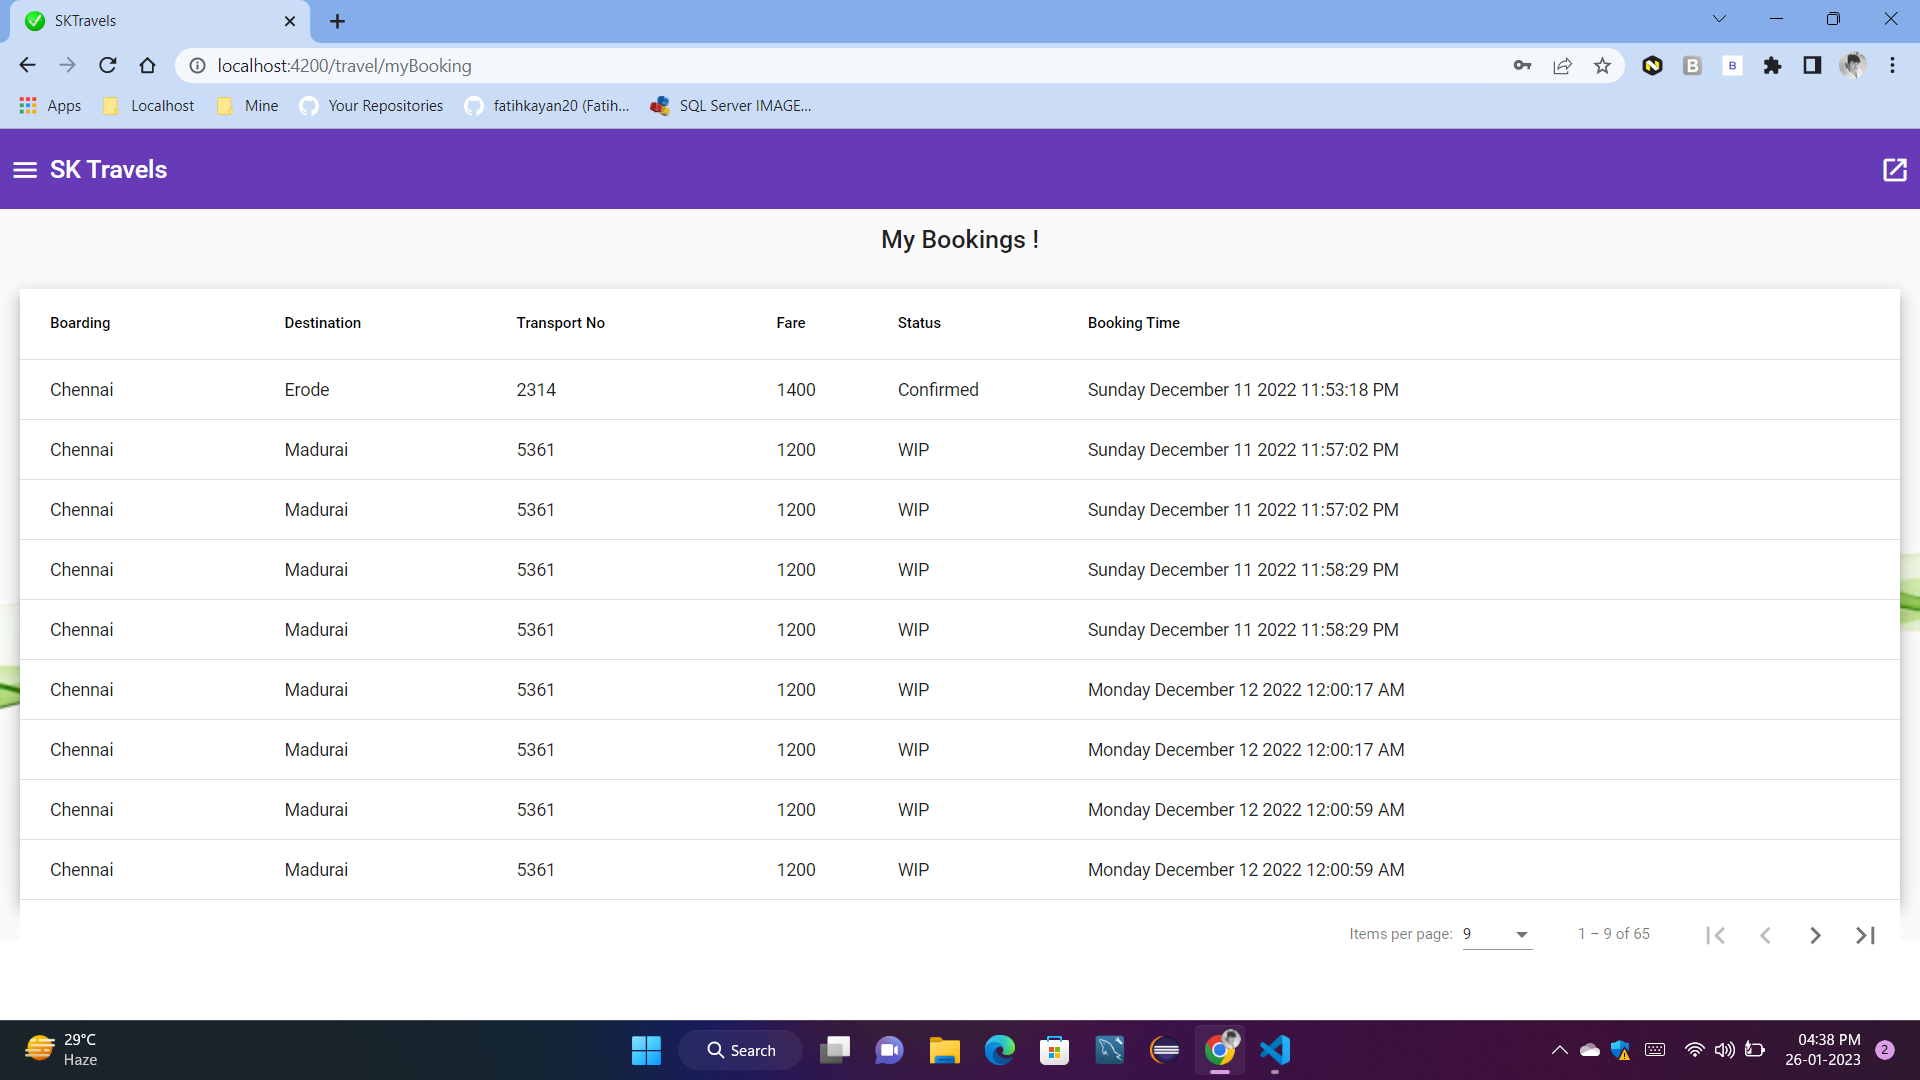 SKTravels
localhost:4200/travel/myBooking
Apps Localhost Mine Your Repositories fatihkayan20 (Fatih... SQL Server IMAGE...
SK Travels
My Bookings !
Boarding Destination Transport No Fare Status Booking Time
Chennai Erode 2314 1400 Confirmed Sunday December 11 2022 11:53:18 PM
Chennai Madurai 5361 1200 WIP Sunday December 11 2022 11:57:02 PM
Chennai Madurai 5361 1200 WIP Sunday December 11 2022 11:57:02 PM
Chennai Madurai 5361 1200 WIP Sunday December 11 2022 11:58:29 PM
Chennai Madurai 5361 1200 WIP Sunday December 11 2022 11:58:29 PM
Chennai Madurai 5361 1200 WIP Monday December 12 2022 12:00:17 AM
Chennai Madurai 5361 1200 WIP Monday December 12 2022 12:00:17 AM
Chennai Madurai 5361 1200 WIP Monday December 12 2022 12:00:59 AM
Chennai Madurai 5361 1200 WIP Monday December 12 2022 12:00:59 AM
Items per page: 9 1 – 9 of 65
29°C
Haze
Search
04:38 PM
26-01-2023
2